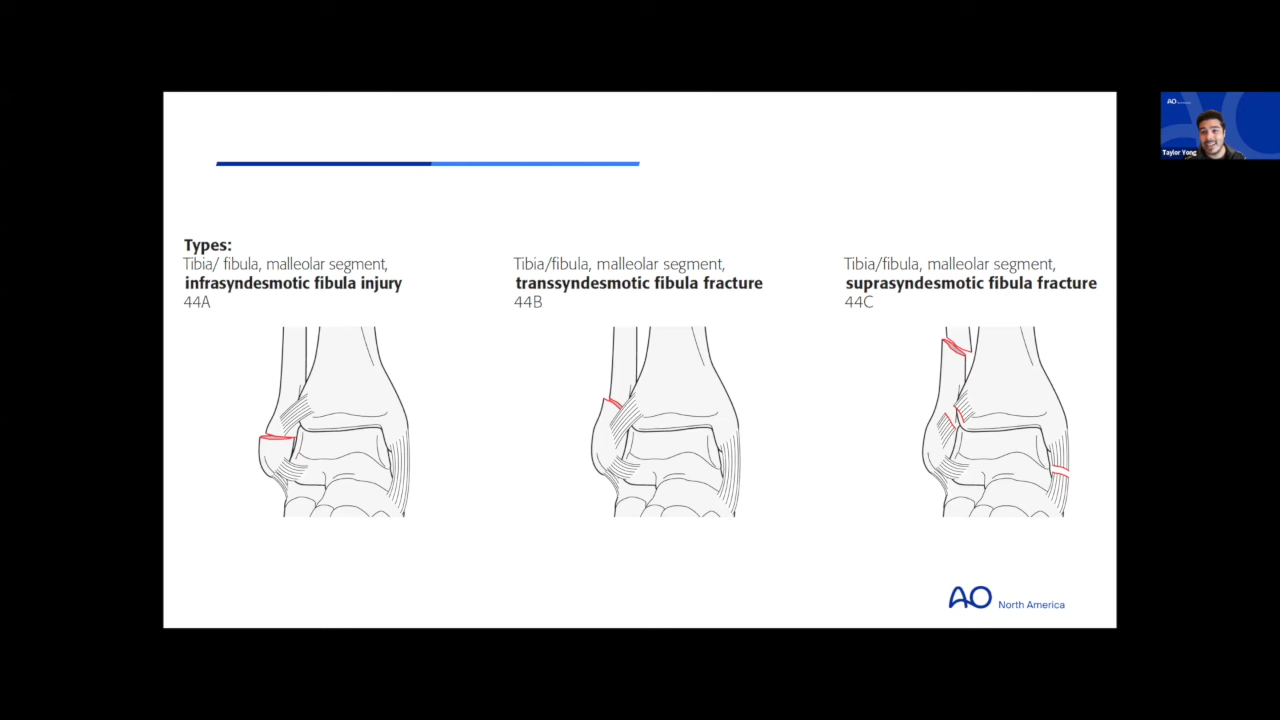 Types:
Tibia/ fibula, malleolar segment,
infrasyndesmotic fibula injury
44A
Tibia/fibula, malleolar segment,
transsyndesmotic fibula fracture
44B
Tibia/fibula, malleolar segment,
suprasyndesmotic fibula fracture
44C
AO North America
AO
Taylor Yong